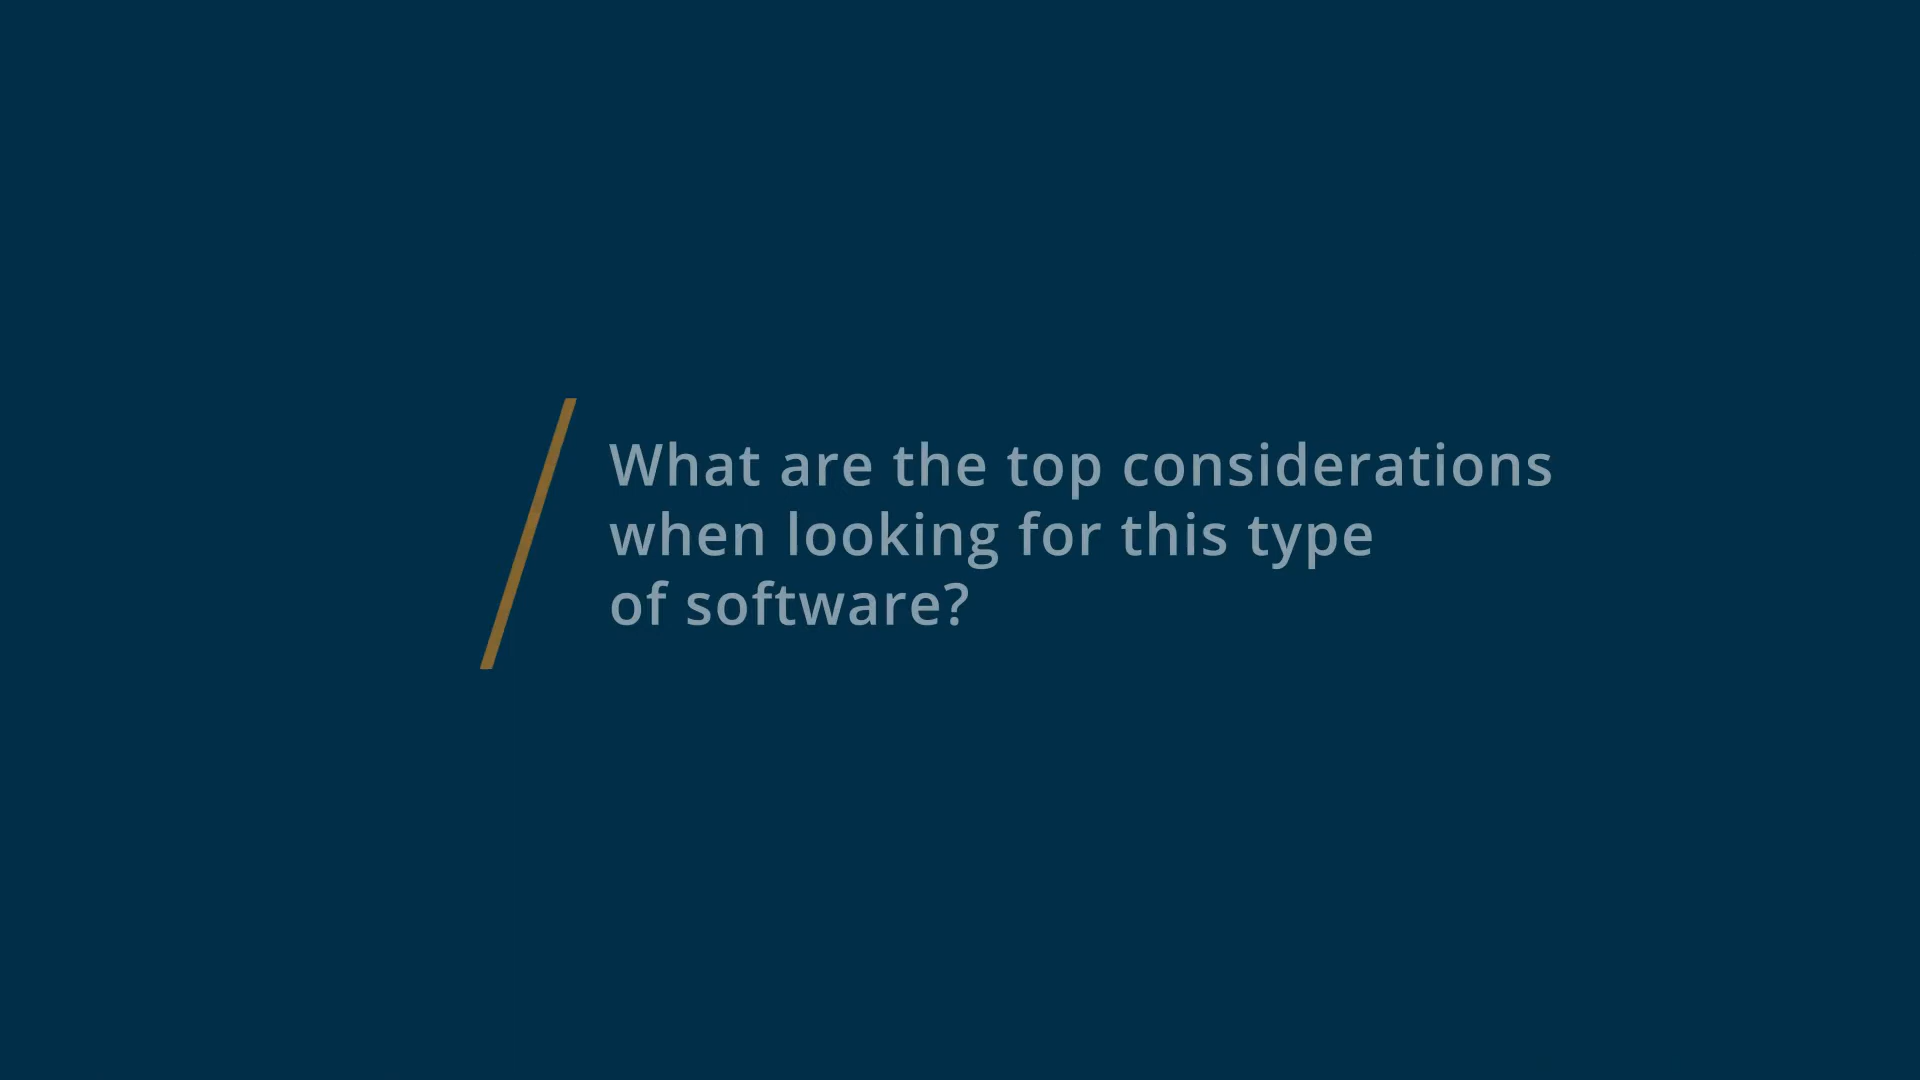 What are the top considerations
when looking for this type
of software?